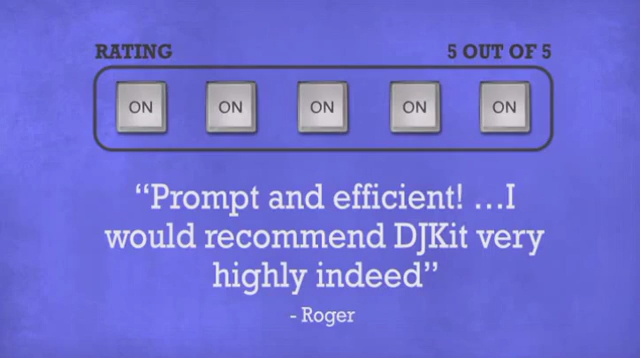 RATING 5 OUT OF 5
ON ON ON ON ON
“Prompt and efficient! ...I
would recommend DJKit very
highly indeed”
- Roger